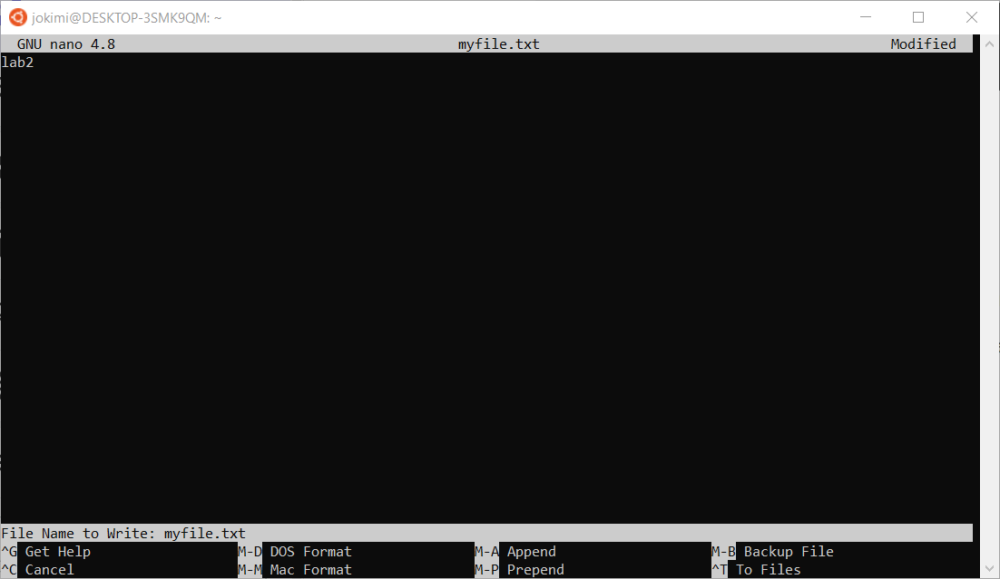 jokimi@DESKTOP-3SMK9QM: ~
GNU nano 4.8 myfile.txt Modified
lab2
File Name to Write: myfile.txt
^G Get Help M-D DOS Format M-A Append M-B Backup File
^C Cancel M-M Mac Format M-P Prepend ^T To Files